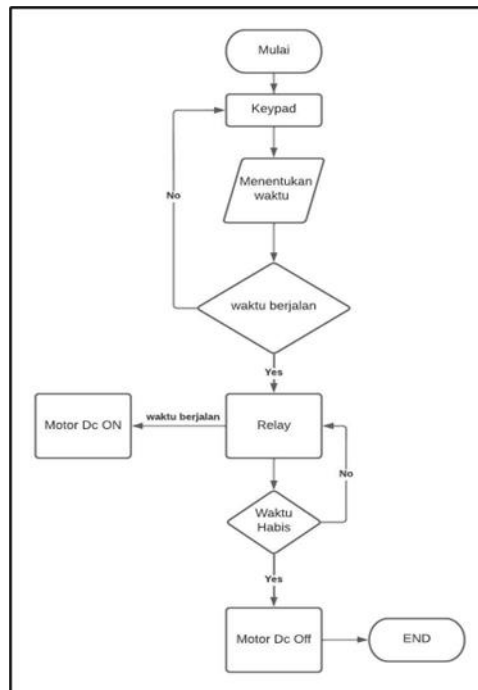 Mulai
Keypad
Menentukan
waktu
No
waktu berjalan
Yes
Motor Dc ON
waktu berjalan
Relay
No
Waktu
Habis
Yes
Motor Dc Off
END